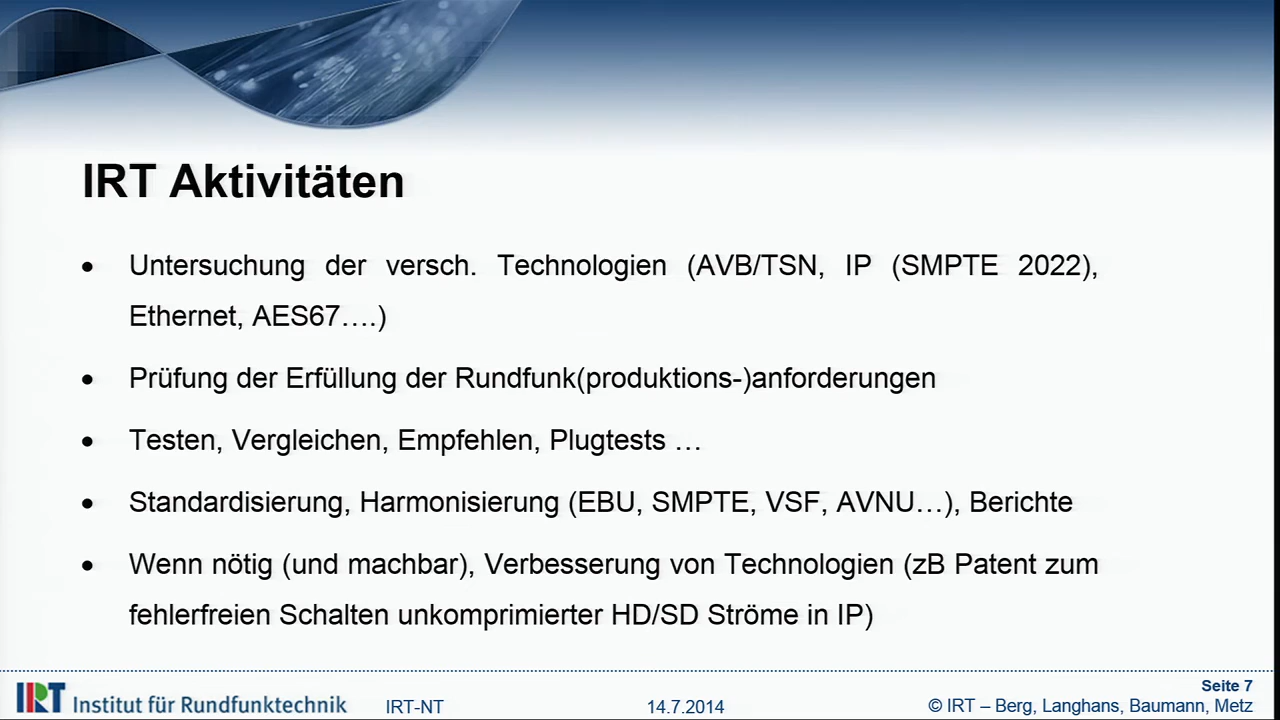 IRT Aktivitäten
• Untersuchung der versch. Technologien (AVB/TSN, IP (SMPTE 2022),
Ethernet, AES67….)
• Prüfung der Erfüllung der Rundfunk(produktions-)anforderungen
• Testen, Vergleichen, Empfehlen, Plugtests …
• Standardisierung, Harmonisierung (EBU, SMPTE, VSF, AVNU…), Berichte
• Wenn nötig (und machbar), Verbesserung von Technologien (zB Patent zum
fehlerfreien Schalten unkomprimierter HD/SD Ströme in IP)
Seite 7
IRT Institut für Rundfunktechnik IRT-NT 14.7.2014 © IRT – Berg, Langhans, Baumann, Metz